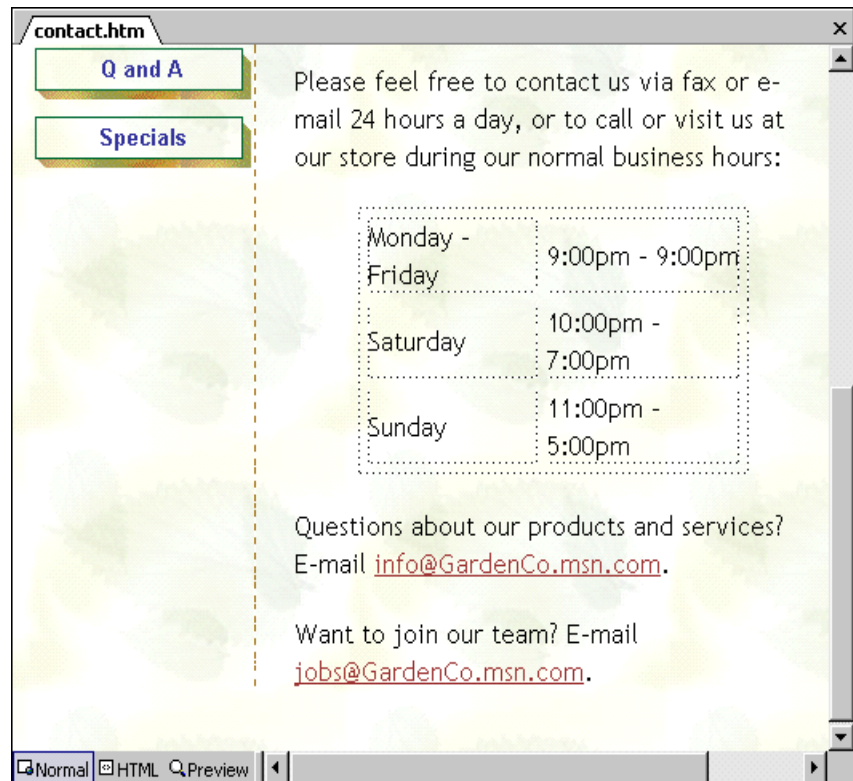 contact.htm
Q and A
Specials
Please feel free to contact us via fax or e-
mail 24 hours a day, or to call or visit us at
our store during our normal business hours:
Monday -
Friday
9:00pm - 9:00pm
Saturday
10:00pm -
7:00pm
Sunday
11:00pm -
5:00pm
Questions about our products and services?
E-mail info@GardenCo.msn.com.
Want to join our team? E-mail
jobs@GardenCo.msn.com.
Normal HTML Preview